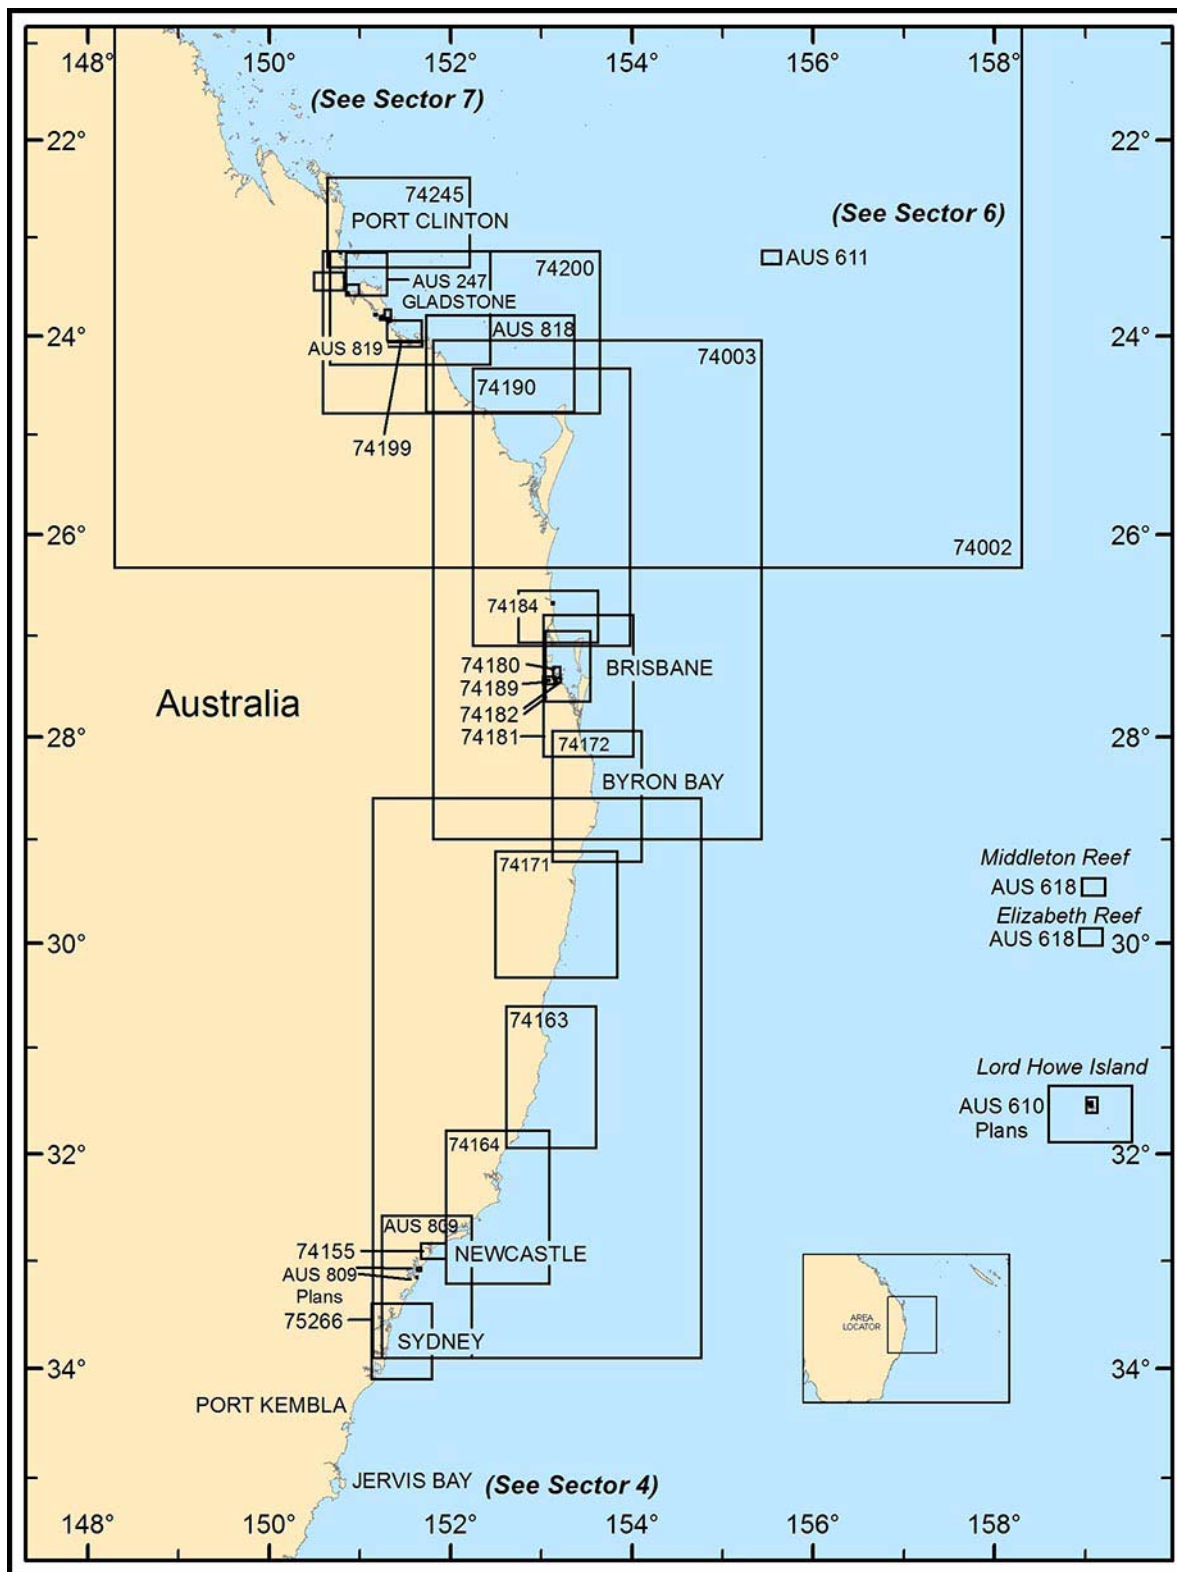 148° 150° 152° 154° 156° 158°
(See Sector 7)
22°
22°
74245
PORT CLINTON
(See Sector 6)
AUS 611
74200
AUS 247
GLADSTONE
24°
AUS 818
24°
AUS 819
74003
74190
74199
26°
74002
26°
74184
74180
BRISBANE
74189
Australia
74182
74181
28°
74172
28°
BYRON BAY
74171
Middleton Reef
AUS 618
Elizabeth Reef
30°
AUS 618
30°
74163
Lord Howe Island
AUS 610
Plans
74164
32°
32°
AUS 809
74155
NEWCASTLE
AUS 809
Plans
75266
AREA
LOCATOR
SYDNEY
34°
34°
PORT KEMBLA
JERVIS BAY
(See Sector 4)
148° 150° 152° 154° 156° 158°